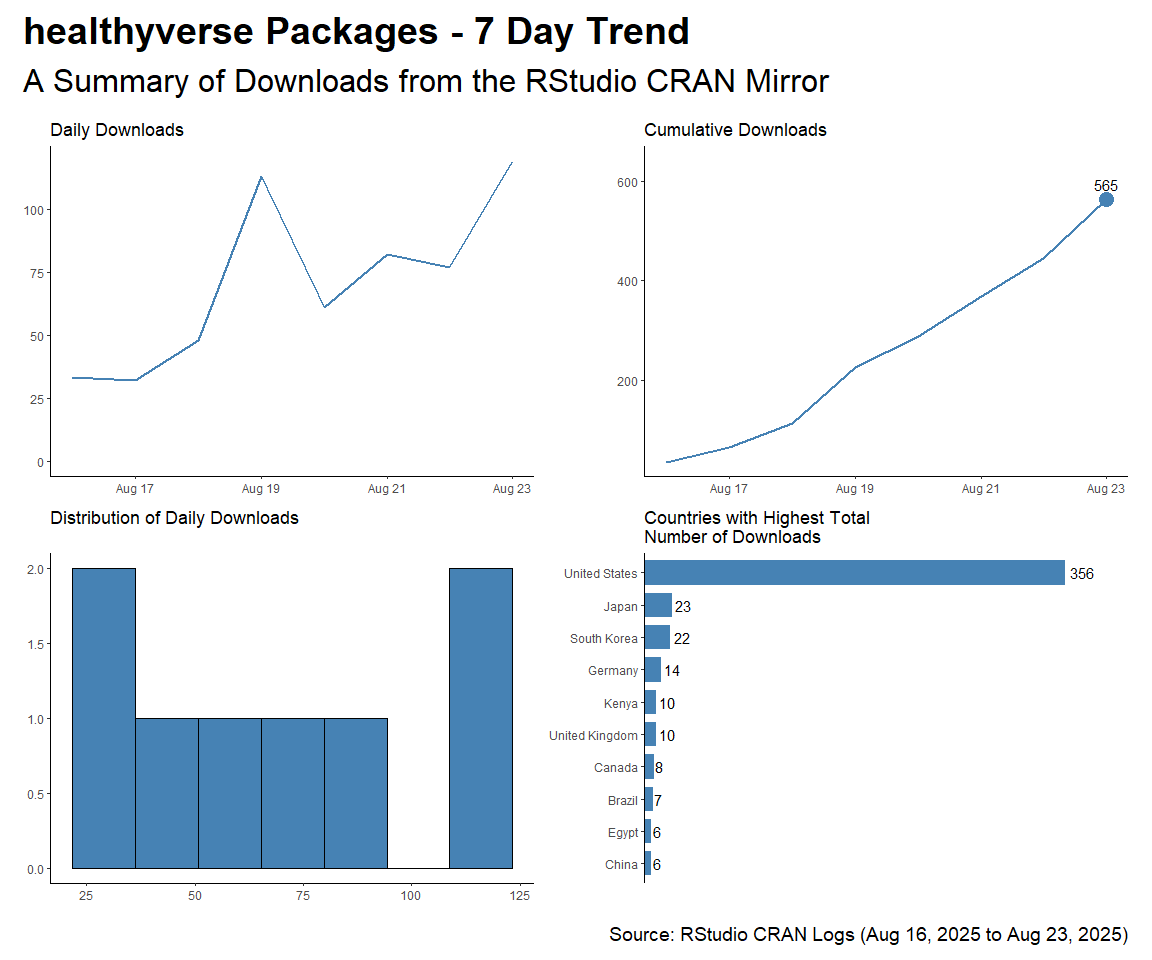 healthyverse Packages - 7 Day Trend
A Summary of Downloads from the RStudio CRAN Mirror
Daily Downloads
100
75
50
25
0
Aug 17
Aug 19
Aug 21
Aug 23
Cumulative Downloads
600
400
200
565
Aug 17
Aug 19
Aug 21
Aug 23
Distribution of Daily Downloads
2.0
1.5
1.0
0.5
0.0
25
50
75
100
125
Countries with Highest Total
Number of Downloads
United States 356
Japan 23
South Korea 22
Germany 14
Kenya 10
United Kingdom 10
Canada 8
Brazil 7
Egypt 6
China 6
Source: RStudio CRAN Logs (Aug 16, 2025 to Aug 23, 2025)